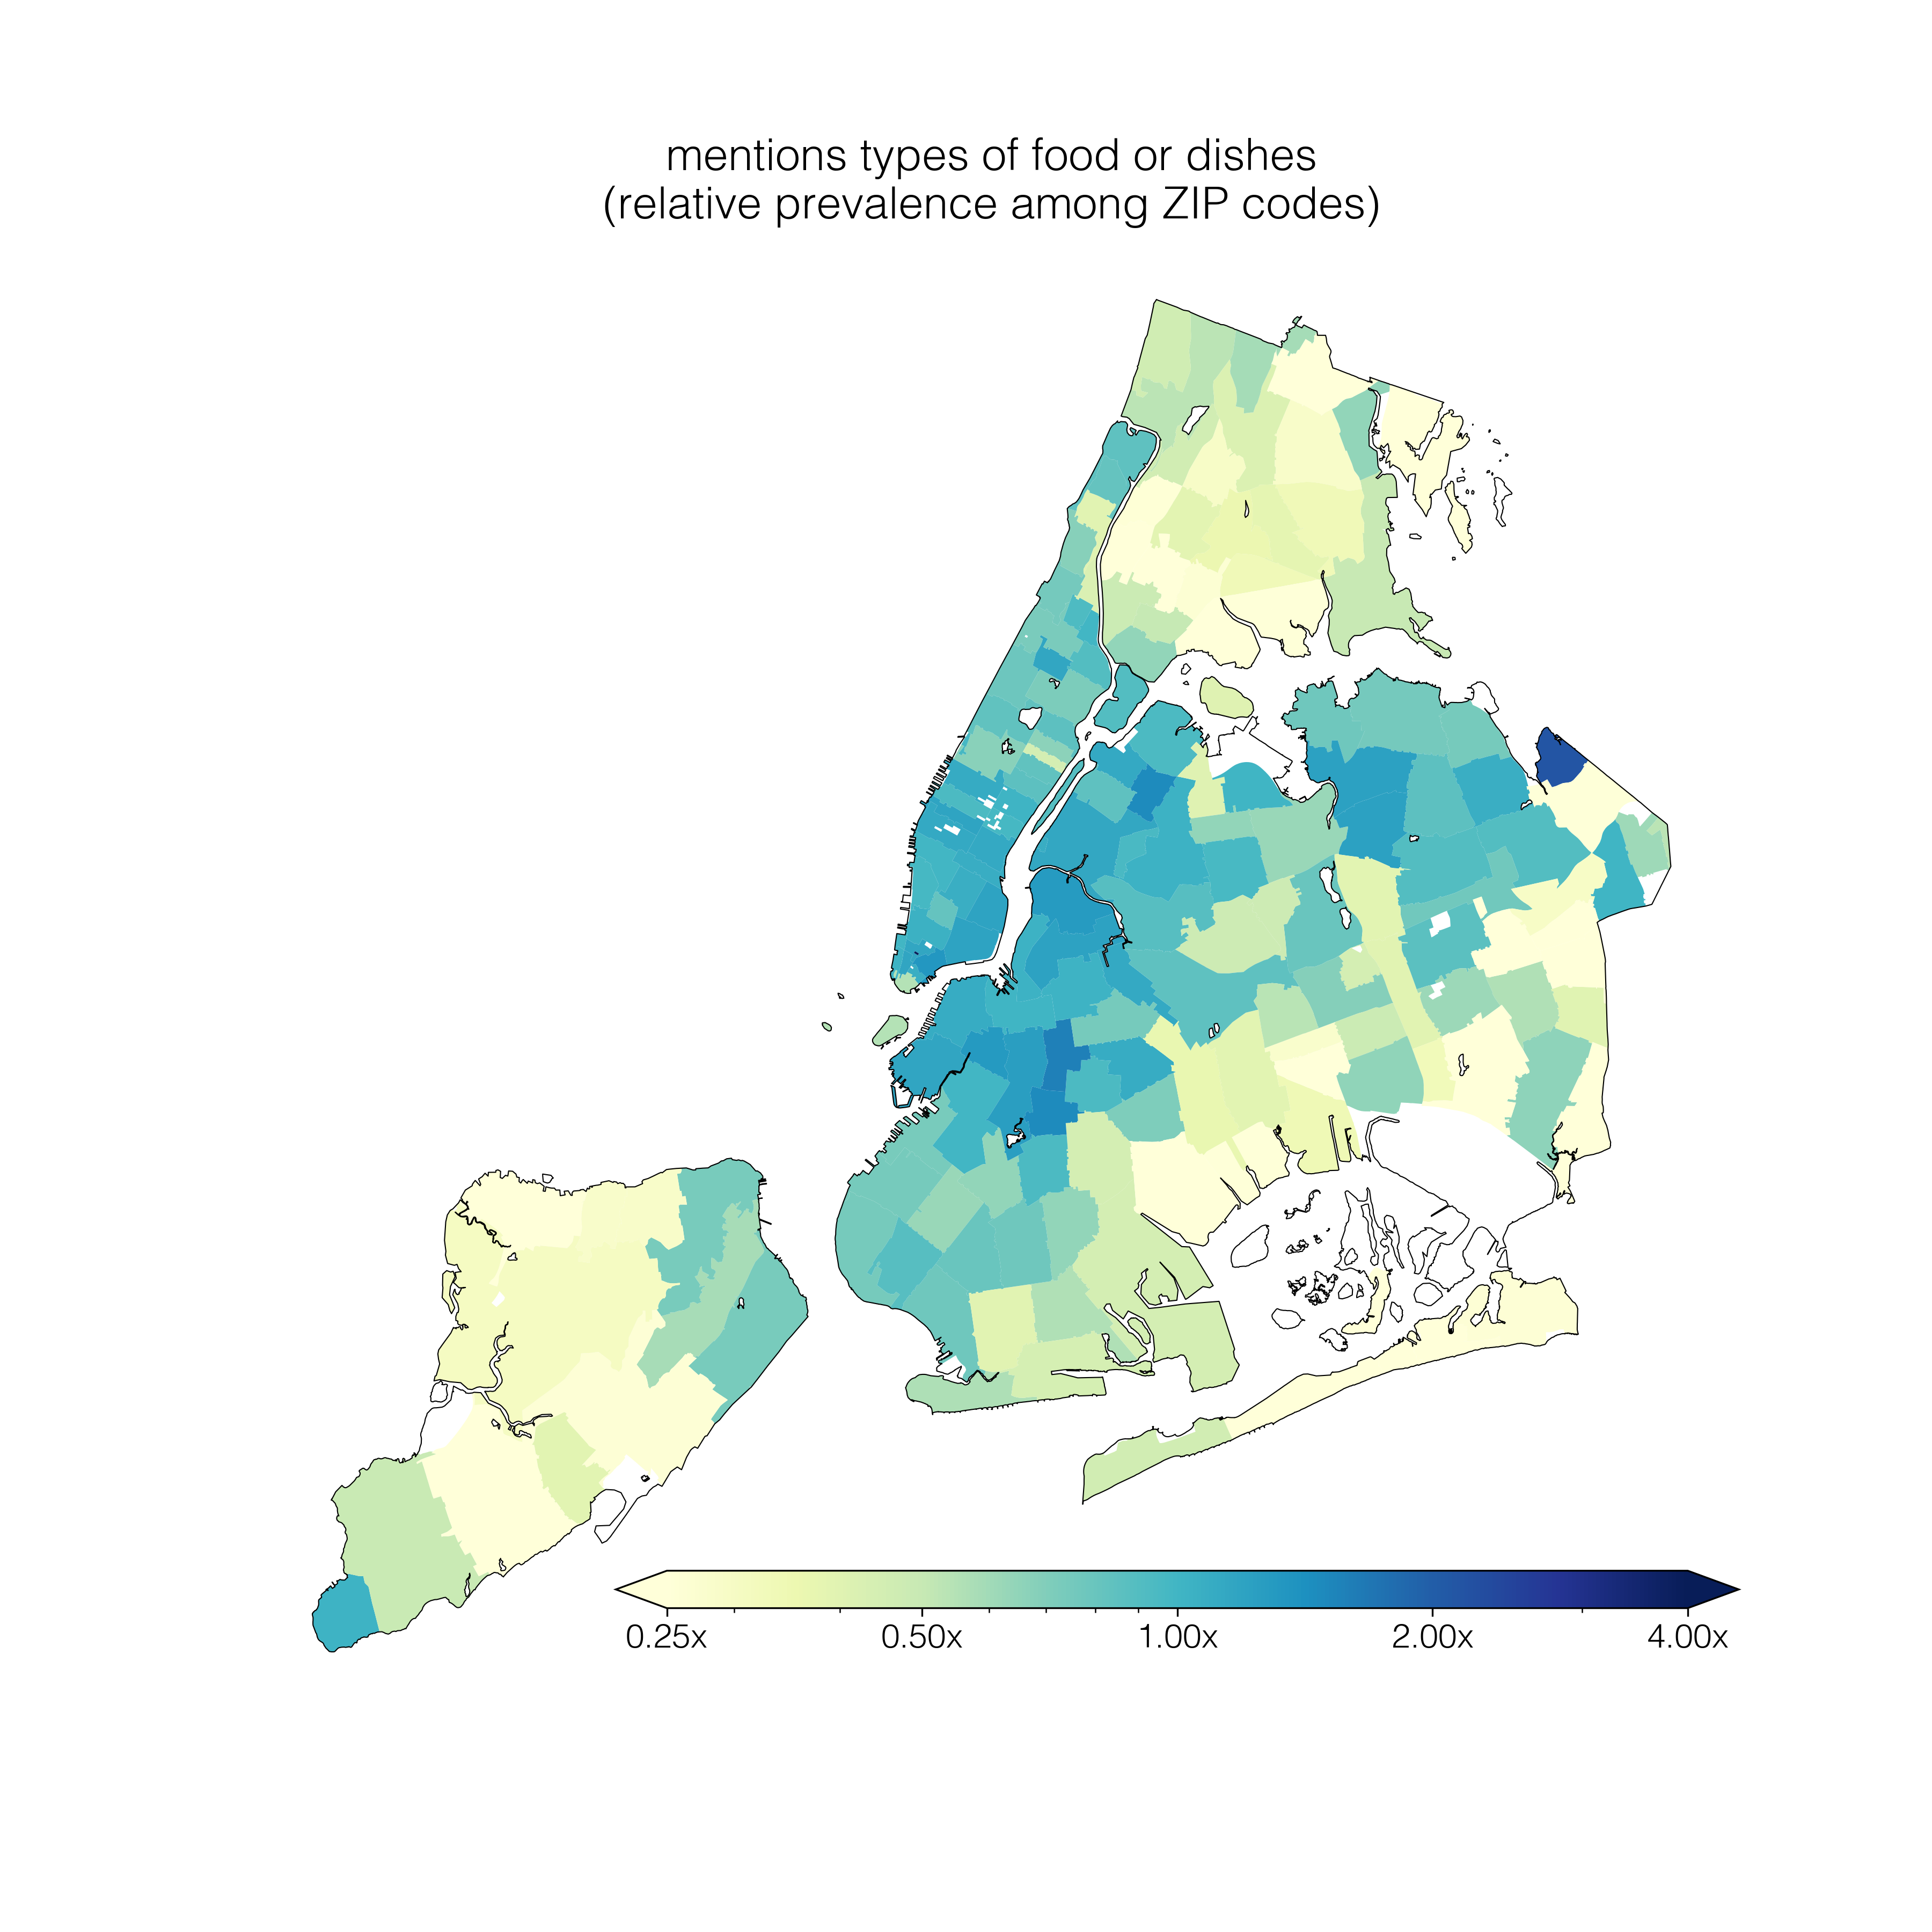 mentions types of food or dishes
(relative prevalence among ZIP codes)
0.25x 0.50x 1.00x 2.00x 4.00x